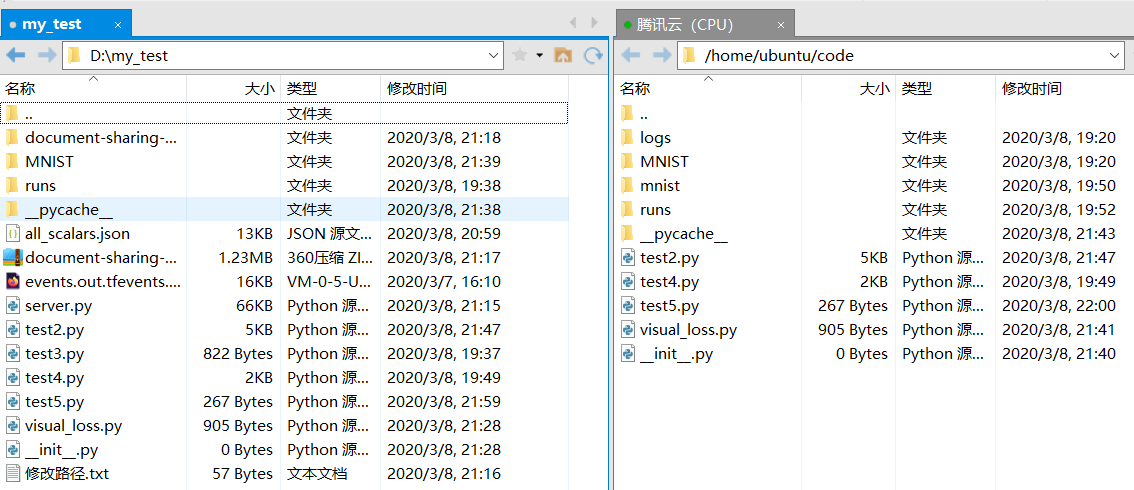 my_test ×
D:\my_test
名称 大小 类型 修改时间
.. 文件夹
document-sharing-... 文件夹 2020/3/8, 21:18
MNIST 文件夹 2020/3/8, 21:39
runs 文件夹 2020/3/8, 19:38
__pycache__ 文件夹 2020/3/8, 21:38
all_scalars.json 13KB JSON 源文... 2020/3/8, 20:59
document-sharing-... 1.23MB 360压缩 ZI... 2020/3/8, 21:17
events.out.tfevents.... 16KB VM-0-5-U... 2020/3/7, 16:10
server.py 66KB Python 源... 2020/3/8, 21:15
test2.py 5KB Python 源... 2020/3/8, 21:47
test3.py 822 Bytes Python 源... 2020/3/8, 19:37
test4.py 2KB Python 源... 2020/3/8, 19:49
test5.py 267 Bytes Python 源... 2020/3/8, 21:59
visual_loss.py 905 Bytes Python 源... 2020/3/8, 21:28
__init__.py 0 Bytes Python 源... 2020/3/8, 21:28
修改路径.txt 57 Bytes 文本文档 2020/3/8, 21:16
腾讯云（CPU） ×
/home/ubuntu/code
名称 大小 类型 修改时间
..
logs 文件夹 2020/3/8, 19:20
MNIST 文件夹 2020/3/8, 19:20
mnist 文件夹 2020/3/8, 19:50
runs 文件夹 2020/3/8, 19:52
__pycache__ 文件夹 2020/3/8, 21:43
test2.py 5KB Python 源... 2020/3/8, 21:47
test4.py 2KB Python 源... 2020/3/8, 19:49
test5.py 267 Bytes Python 源... 2020/3/8, 22:00
visual_loss.py 905 Bytes Python 源... 2020/3/8, 21:41
__init__.py 0 Bytes Python 源... 2020/3/8, 21:40